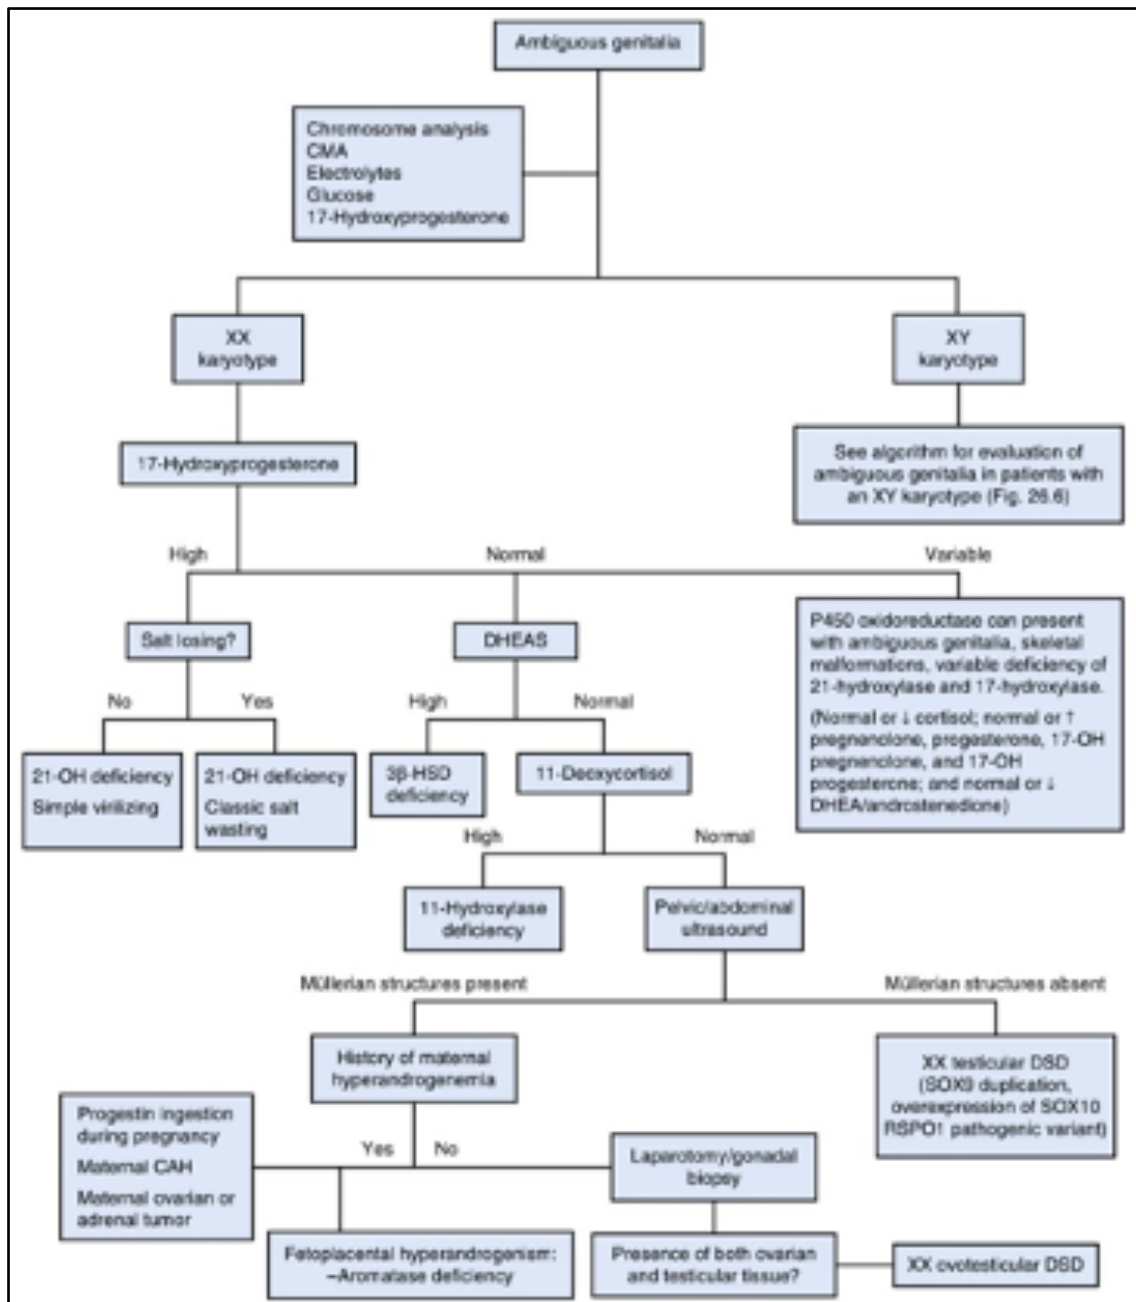 Ambiguous genitalia
Chromosome analysis
CMA
Electrolytes
Glucose
17-Hydroxyprogesterone
XX
karyotype
XY
karyotype
17-Hydroxyprogesterone
See algorithm for evaluation of
ambiguous genitalia in patients with
an XY karyotype (Fig. 26.6)
High
Normal
Variable
Salt losing?
DHEAS
P450 oxidoreductase can present
with ambiguous genitalia, skeletal
malformations, variable deficiency of
21-hydroxylase and 17-hydroxylase.
(Normal or ↓ cortisol; normal or ↑
pregnenolone, progesterone, 17-OH
pregnenolone, and 17-OH
progesterone; and normal or ↓
DHEA/androstenedione)
No
Yes
High
Normal
21-OH deficiency
Simple virilizing
21-OH deficiency
Classic salt
wasting
3β-HSD
deficiency
11-Deoxycortisol
High
Normal
11-Hydroxylase
deficiency
Pelvic/abdominal
ultrasound
Müllerian structures present
Müllerian structures absent
History of maternal
hyperandrogenemia
XX testicular DSD
(SOX9 duplication,
overexpression of SOX10
RSPO1 pathogenic variant)
Progestin ingestion
during pregnancy
Maternal CAH
Maternal ovarian or
adrenal tumor
Yes
No
Laparotomy/gonadal
biopsy
Fetoplacental hyperandrogenism:
–Aromatase deficiency
Presence of both ovarian
and testicular tissue?
XX ovotesticular DSD